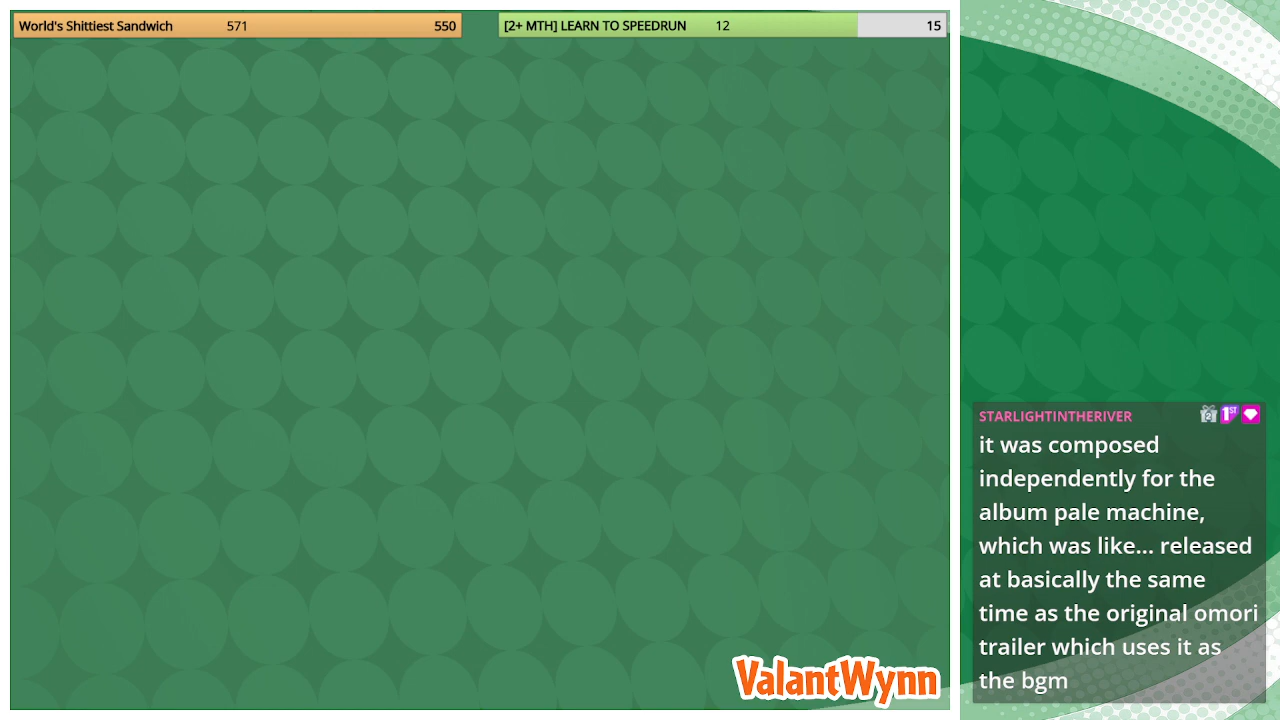 World's Shittiest Sandwich 571 550
[2+ MTH] LEARN TO SPEEDRUN 12 15
STARLIGHTINTHERIVER 2 1ST
it was composed
independently for the
album pale machine,
which was like... released
at basically the same
time as the original omori
trailer which uses it as
the bgm
ValantWynn